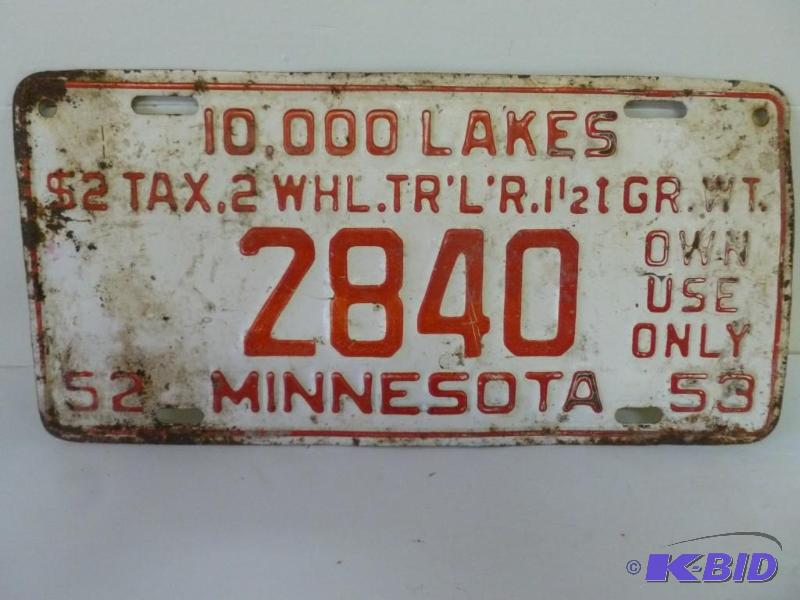 10,000 LAKES
$2 TAX.2 WHL.TR'L'R.1½t GR.WT.
2840
OWN
USE
ONLY
52 MINNESOTA 53
© K-BID